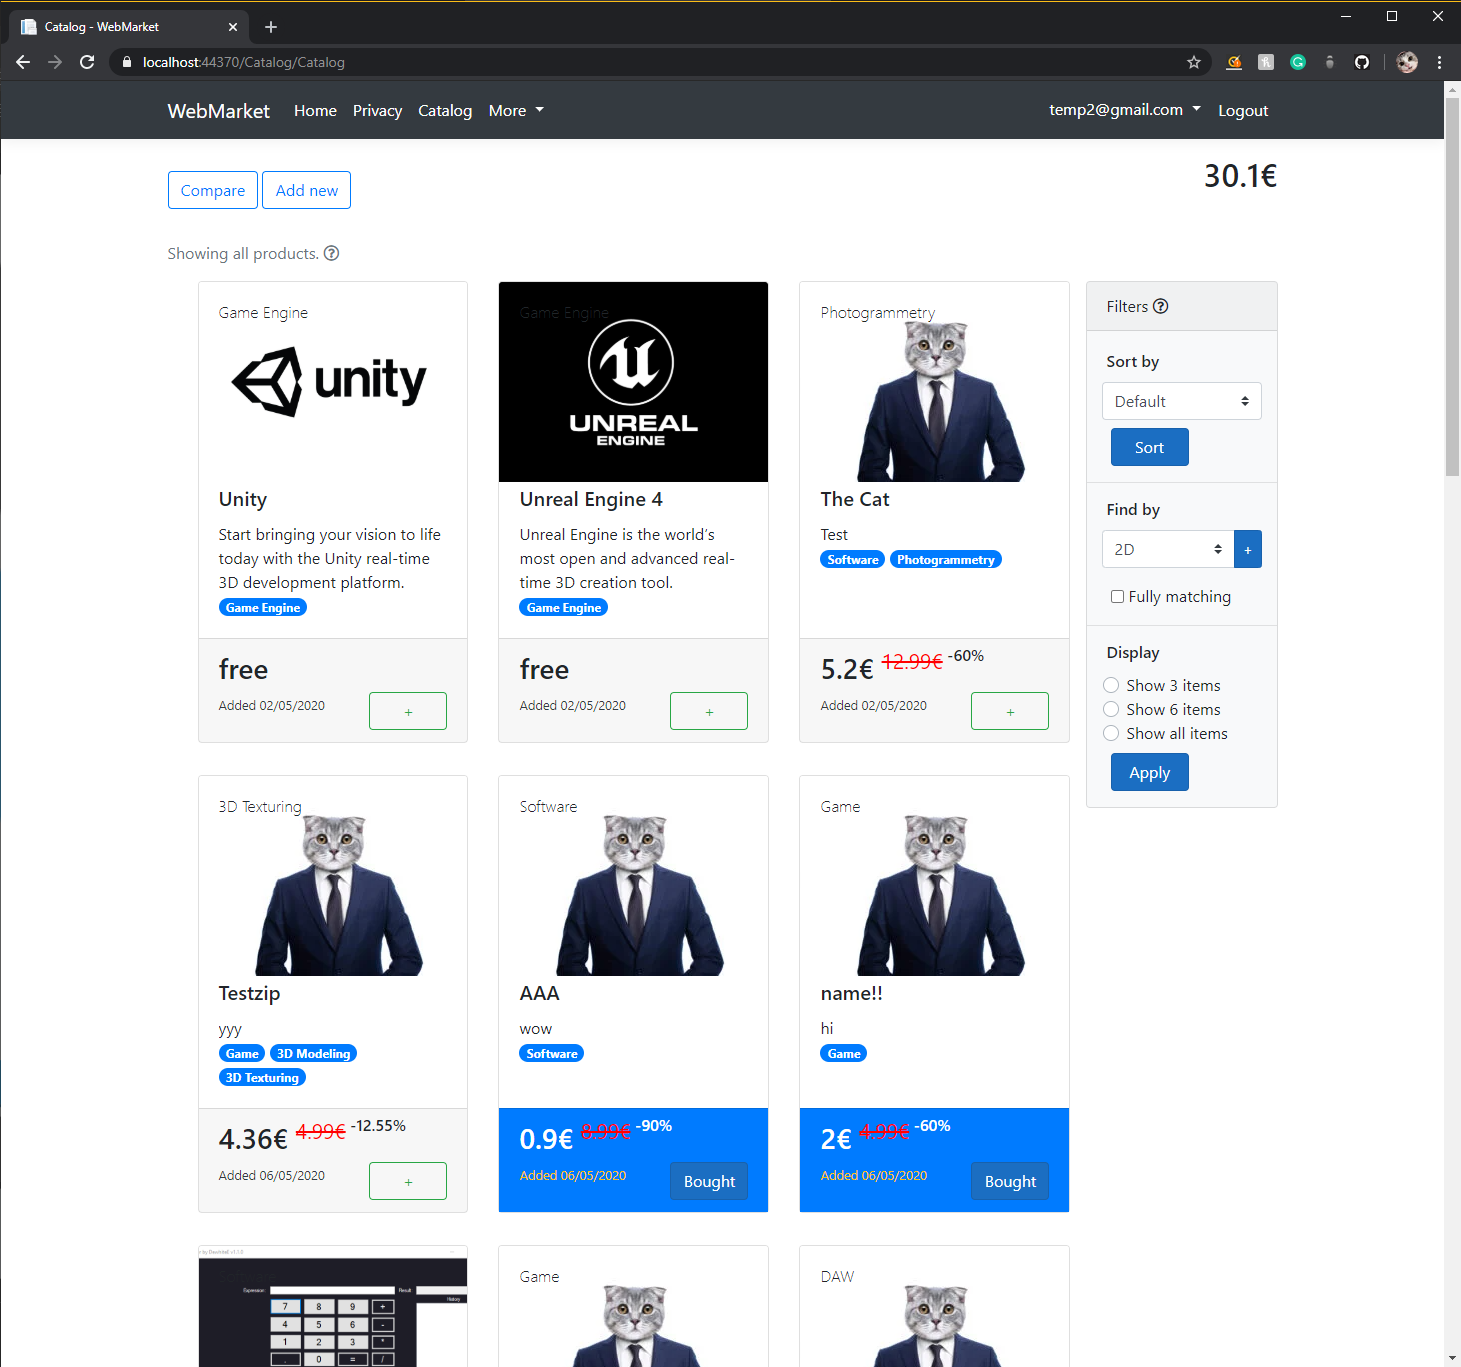 Catalog - WebMarket
localhost:44370/Catalog/Catalog
WebMarket Home Privacy Catalog More temp2@gmail.com Logout
Compare Add new 30.1€
Showing all products.
Game Engine
unity
Unity
Start bringing your vision to life
today with the Unity real-time
3D development platform.
Game Engine
free
Added 02/05/2020
+
Game Engine
UNREAL
ENGINE
Unreal Engine 4
Unreal Engine is the world's
most open and advanced real-
time 3D creation tool.
Game Engine
free
Added 02/05/2020
+
Photogrammetry
The Cat
Test
Software Photogrammetry
5.2€ 12.99€ -60%
Added 02/05/2020
+
Filters
Sort by
Default
Sort
Find by
2D +
Fully matching
Display
Show 3 items
Show 6 items
Show all items
Apply
3D Texturing
Testzip
yyy
Game 3D Modeling
3D Texturing
4.36€ 4.99€ -12.55%
Added 06/05/2020
+
Software
AAA
wow
Software
0.9€ 8.99€ -90%
Added 06/05/2020
Bought
Game
name!!
hi
Game
2€ 4.99€ -60%
Added 06/05/2020
Bought
Expression: Result
History
7 8 9 +
4 5 6 -
1 2 3 *
. 0 = /
Game
DAW